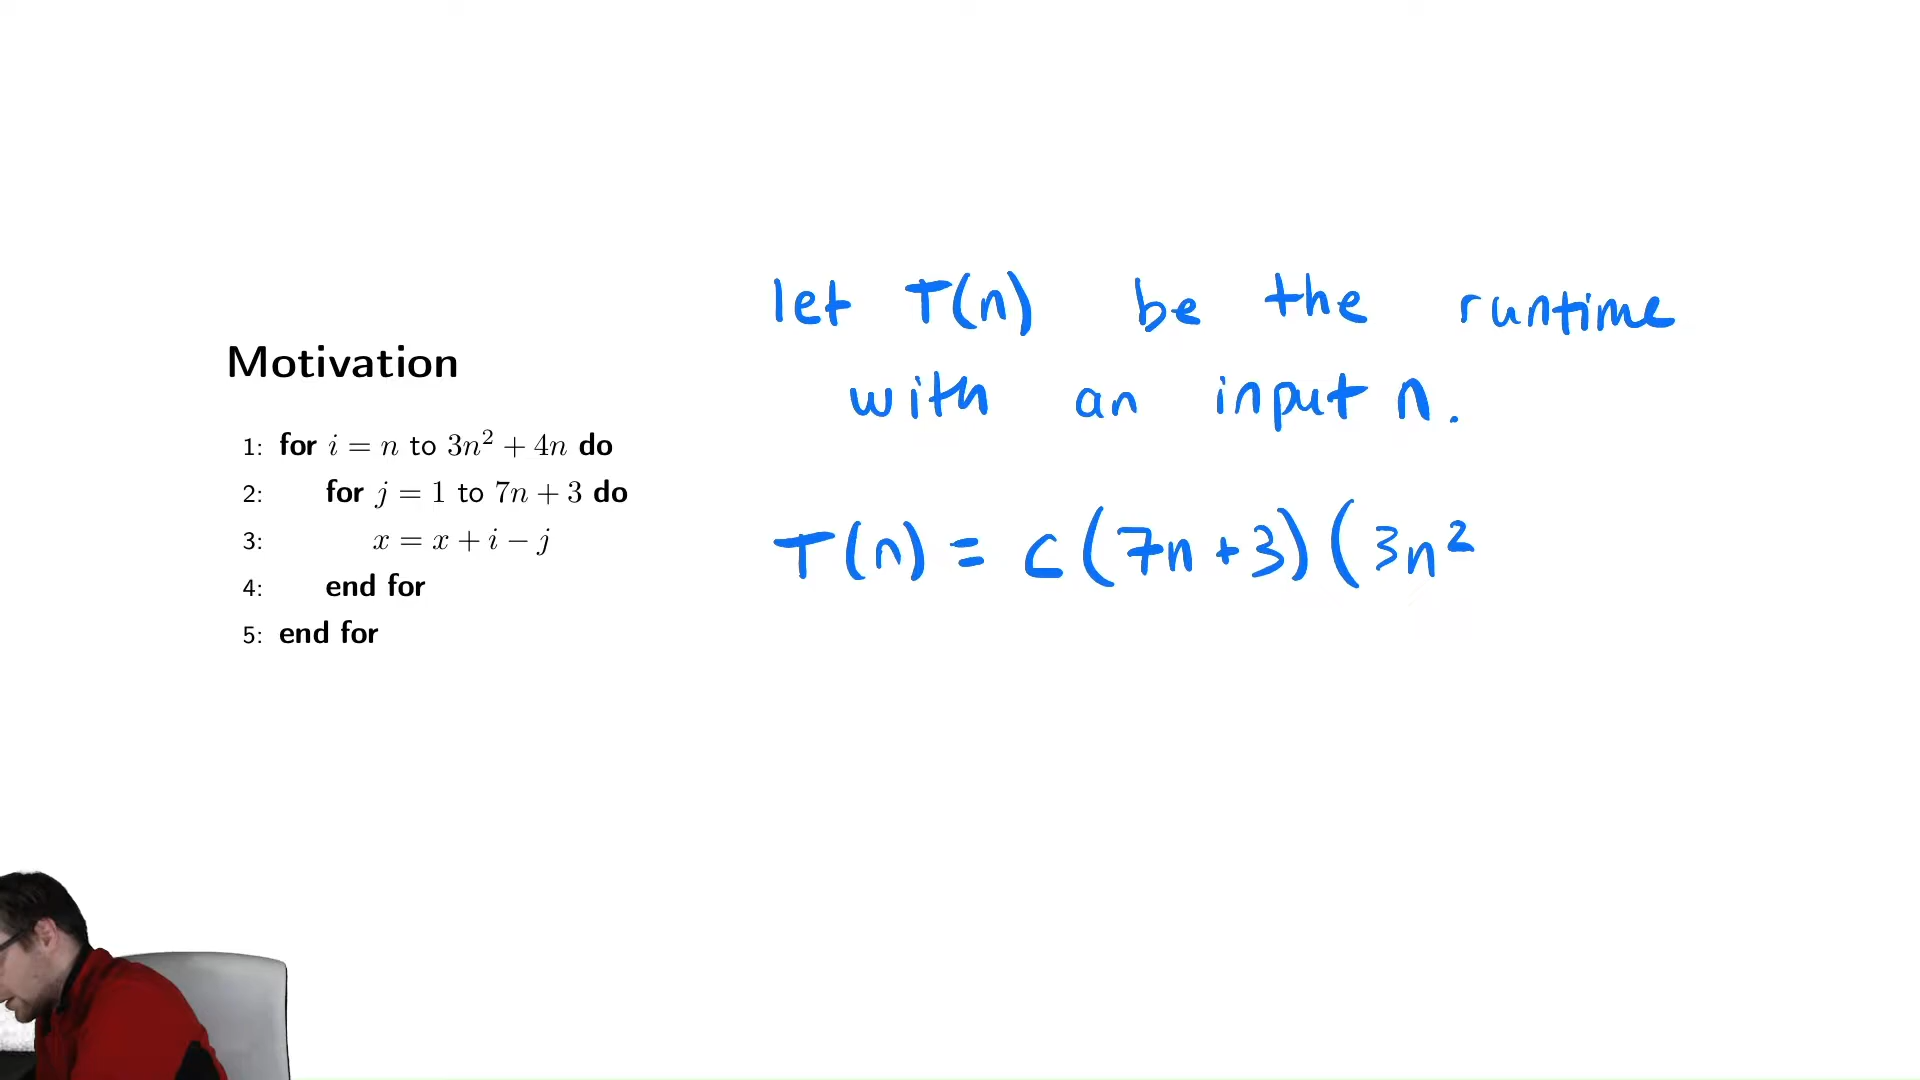 Motivation
1: for i = n to 3n² + 4n do
2: for j = 1 to 7n + 3 do
3: x = x + i − j
4: end for
5: end for
let T(n) be the runtime
with an input n.
T(n) = c(7n+3)(3n²